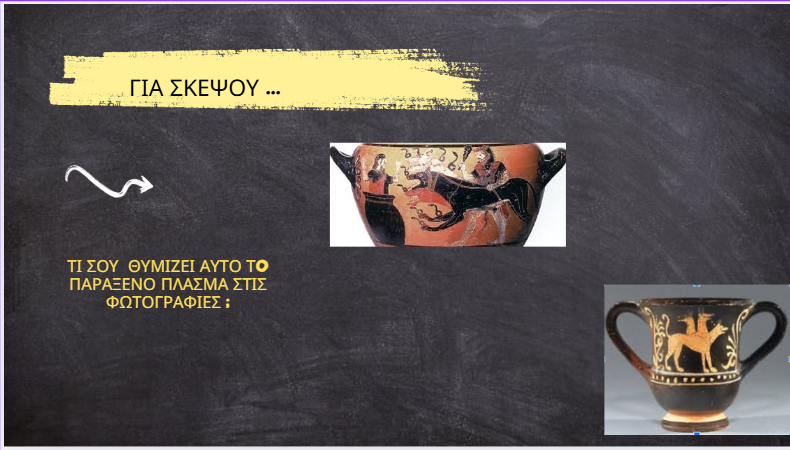 ΓΙΑ ΣΚΕΨΟΥ ...
ΤΙ ΣΟΥ ΘΥΜΙΖΕΙ ΑΥΤΟ ΤΟ
ΠΑΡΑΞΕΝΟ ΠΛΑΣΜΑ ΣΤΙΣ
ΦΩΤΟΓΡΑΦΙΕΣ ;